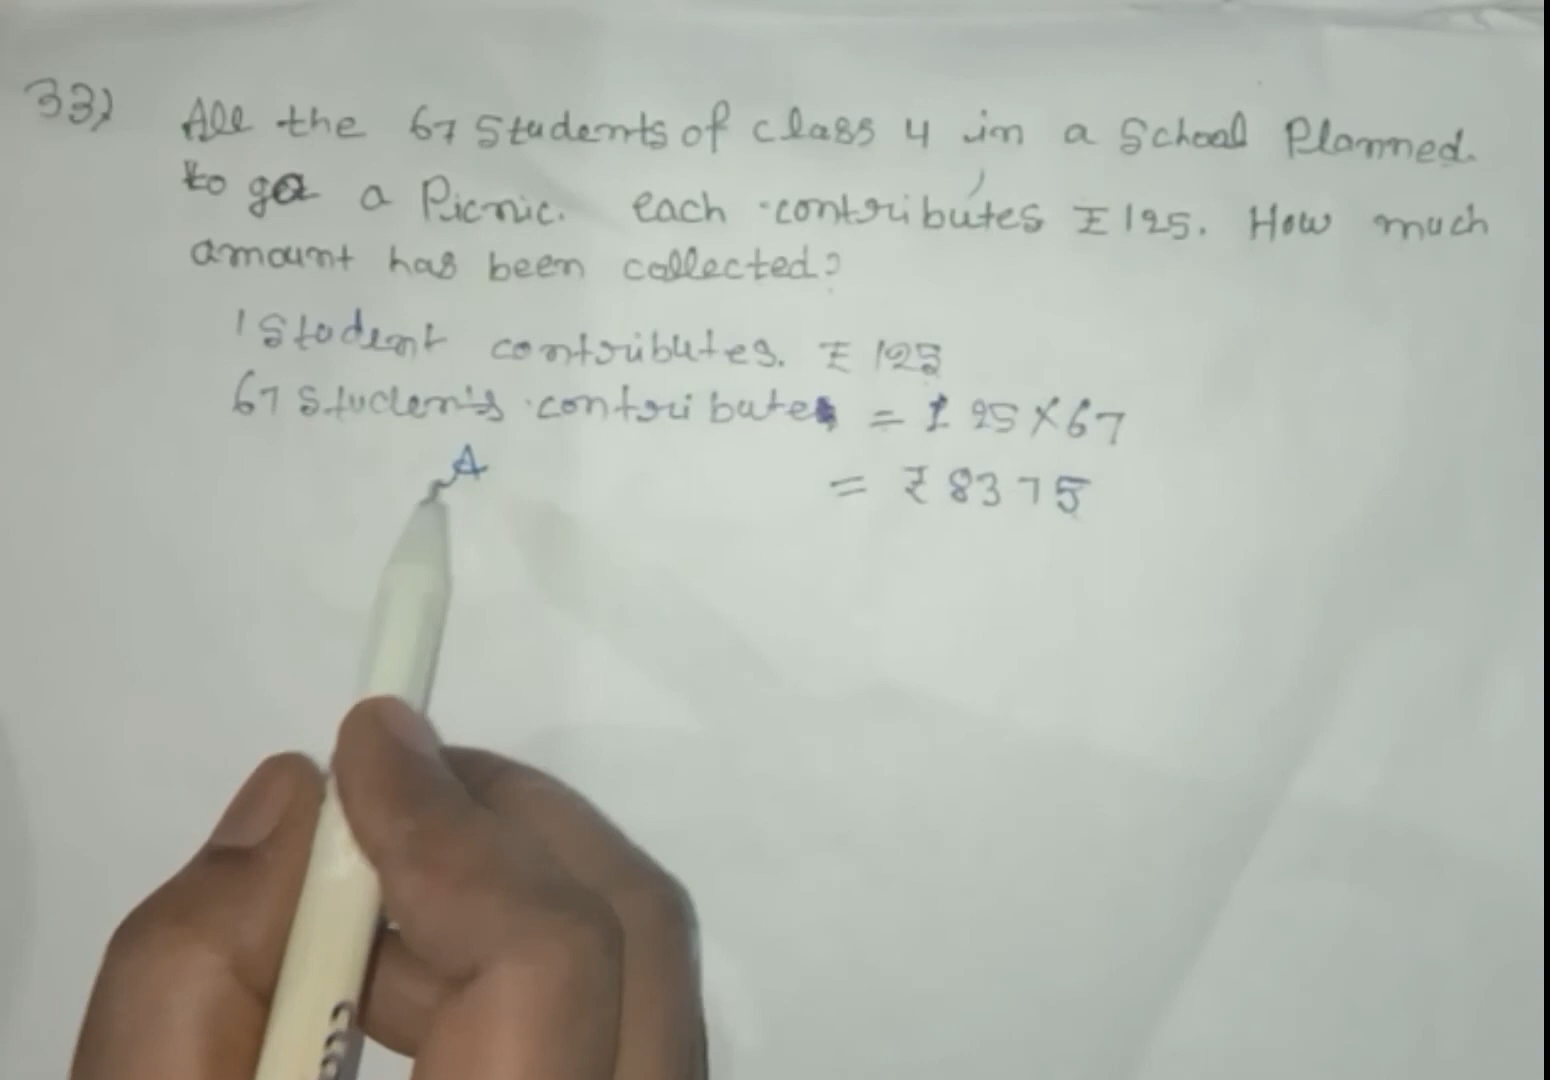 33) All the 67 Students of class 4 in a School Planned.
to go a Picnic. each contributes ₹125. How much
amount has been collected?
1 Student contributes. ₹ 125
67 Students contributes = 125 × 67
A = ₹ 8375